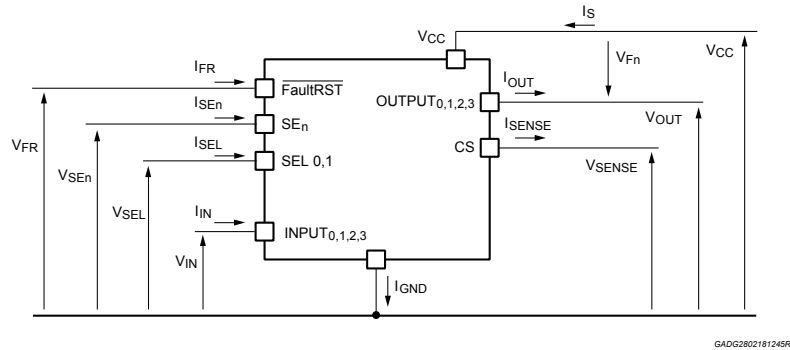 IS
VCC
VCC
VFn
IFR
FaultRST
IOUT
OUTPUT0,1,2,3
ISEn
SEn
VOUT
ISENSE
CS
VFR
ISEL
SEL 0,1
VSEn
VSENSE
VSEL
IIN
INPUT0,1,2,3
VIN
IGND
GADG2802181245R